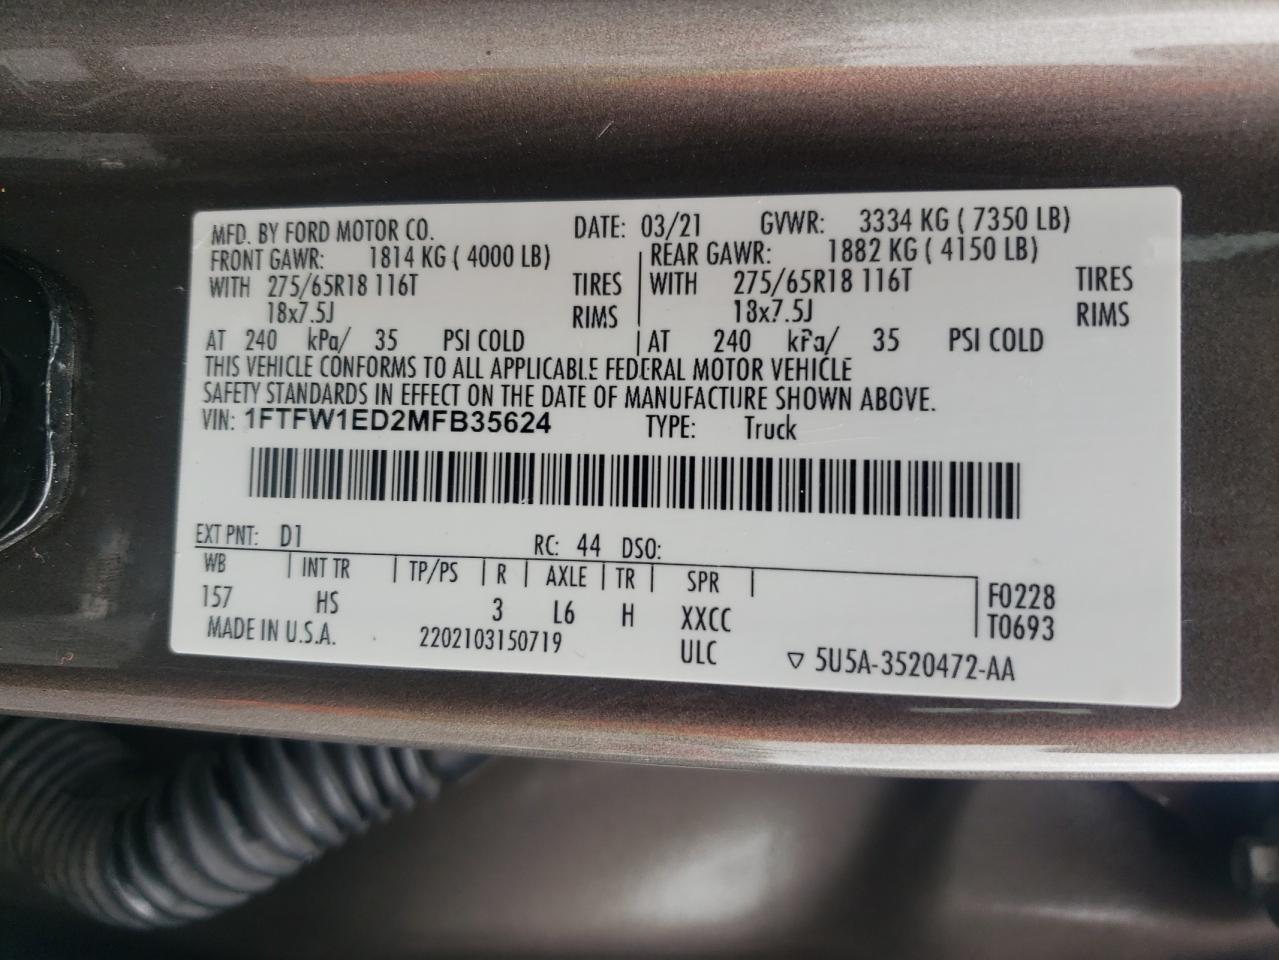 MFD. BY FORD MOTOR CO. DATE: 03/21 GVWR: 3334 KG ( 7350 LB)
FRONT GAWR: 1814 KG ( 4000 LB) REAR GAWR: 1882 KG ( 4150 LB)
WITH 275/65R18 116T TIRES WITH 275/65R18 116T TIRES
18x7.5J RIMS 18x7.5J RIMS
AT 240 kPa/ 35 PSI COLD AT 240 kPa/ 35 PSI COLD
THIS VEHICLE CONFORMS TO ALL APPLICABLE FEDERAL MOTOR VEHICLE
SAFETY STANDARDS IN EFFECT ON THE DATE OF MANUFACTURE SHOWN ABOVE.
VIN: 1FTFW1ED2MFB35624 TYPE: Truck
EXT PNT: D1 RC: 44 DSO:
WB INT TR TP/PS R AXLE TR SPR F0228
157 HS 3 L6 H XXCC T0693
MADE IN U.S.A. 2202103150719 ULC ▽ 5U5A-3520472-AA